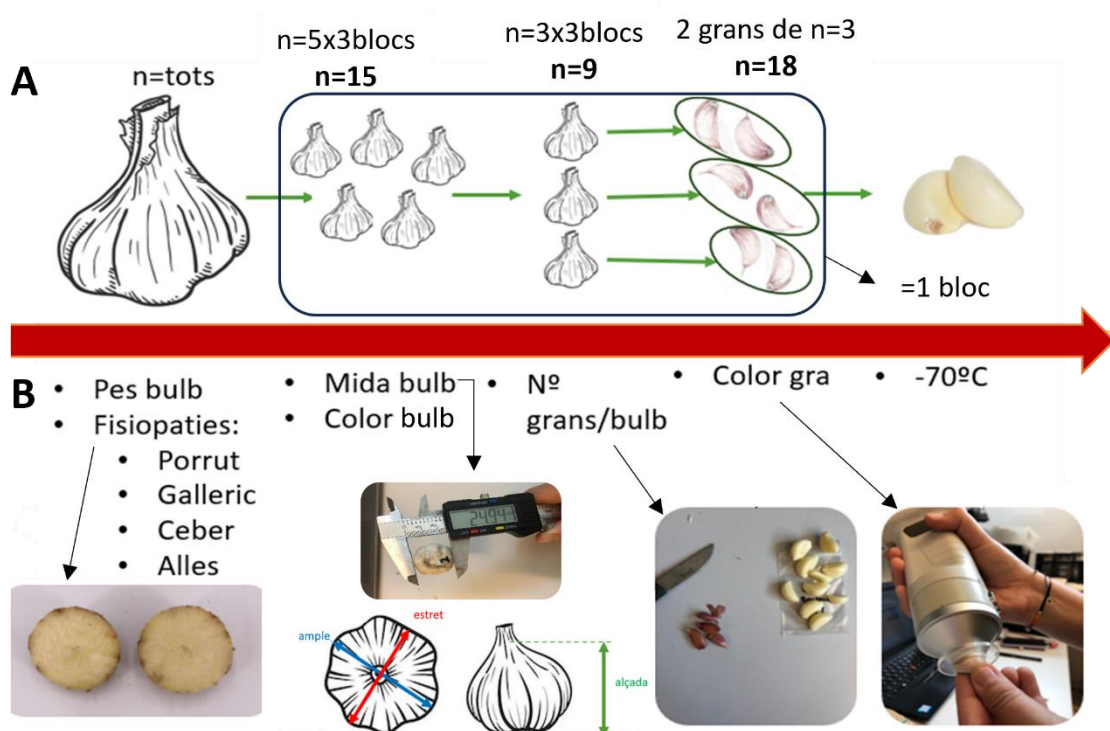 A
n=tots
n=5x3blocs
n=15
n=3x3blocs
n=9
2 grans de n=3
n=18
=1 bloc
B
• Pes bulb
• Fisiopaties:
• Porrut
• Galleric
• Ceber
• Alles
• Mida bulb
• Color bulb
• Nº
grans/bulb
• Color gra
• -70ºC
2494
ample
estret
alçada